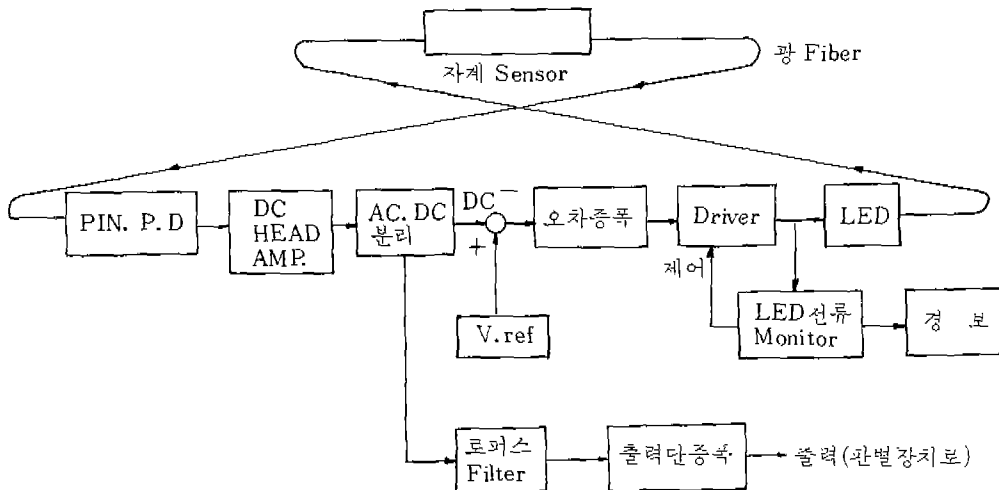 자계 Sensor
광 Fiber
PIN. P. D
DC
HEAD
AMP.
AC. DC
분리
DC
−
+
오차증폭
Driver
LED
제어
V.ref
LED전류
Monitor
경 보
로퍼스
Filter
출력단증폭
출력(판별장치로)